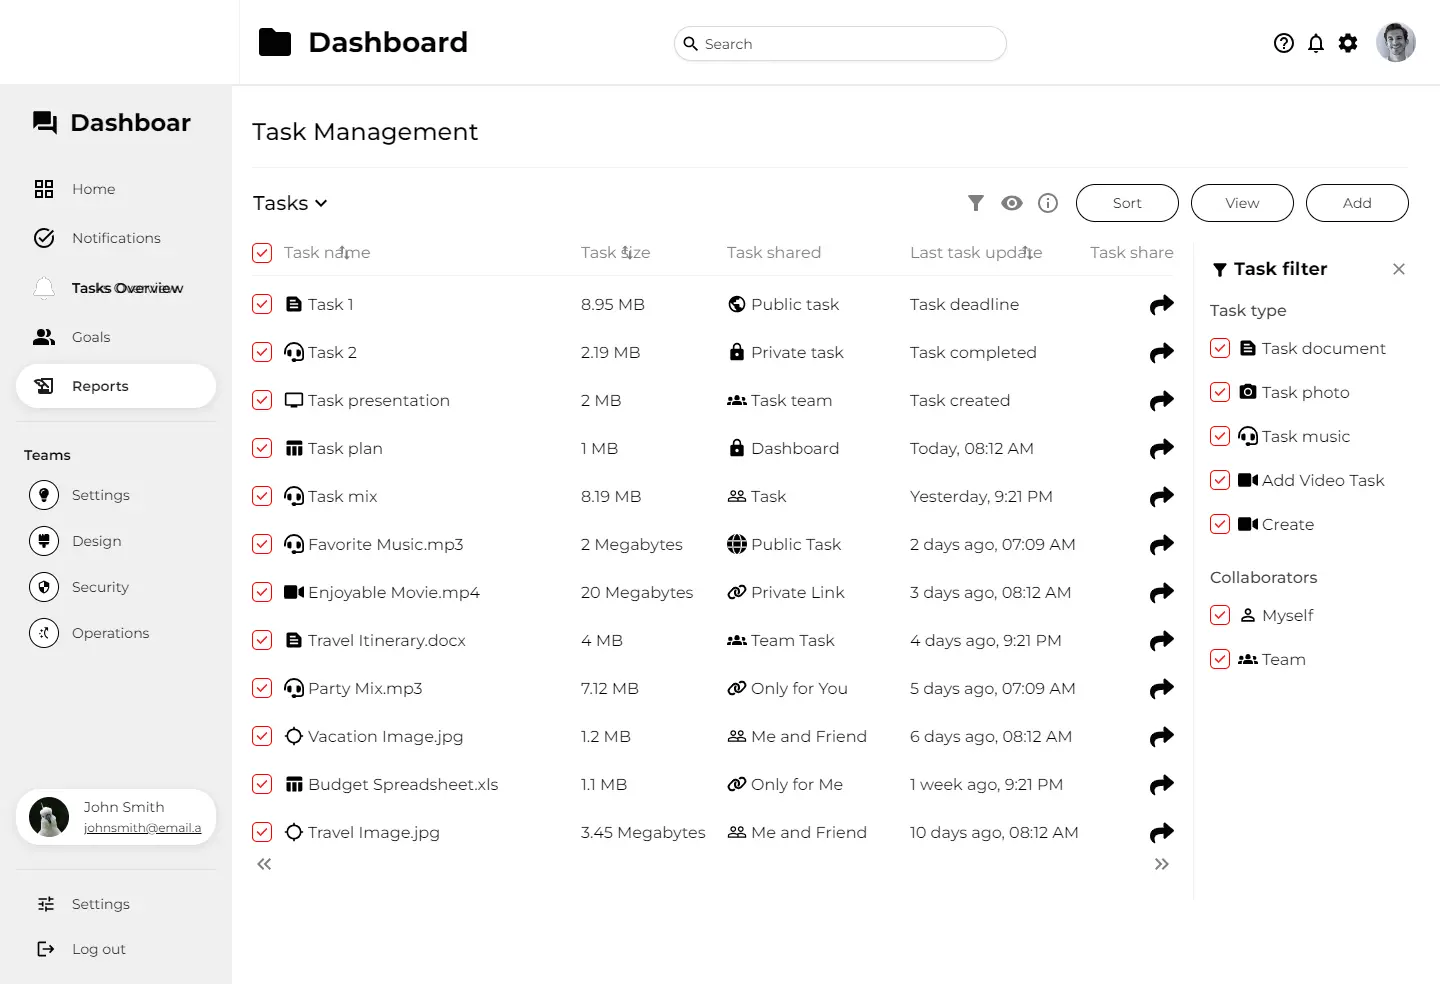 Dashboard
Search
Dashboar
Home
Notifications
Tasks Overview
Goals
Reports
Teams
Settings
Design
Security
Operations
John Smith
johnsmith@email.a
Settings
Log out
Task Management
Tasks
Sort View Add
Task name Task size Task shared Last task update Task share
Task 1 8.95 MB Public task Task deadline
Task 2 2.19 MB Private task Task completed
Task presentation 2 MB Task team Task created
Task plan 1 MB Dashboard Today, 08:12 AM
Task mix 8.19 MB Task Yesterday, 9:21 PM
Favorite Music.mp3 2 Megabytes Public Task 2 days ago, 07:09 AM
Enjoyable Movie.mp4 20 Megabytes Private Link 3 days ago, 08:12 AM
Travel Itinerary.docx 4 MB Team Task 4 days ago, 9:21 PM
Party Mix.mp3 7.12 MB Only for You 5 days ago, 07:09 AM
Vacation Image.jpg 1.2 MB Me and Friend 6 days ago, 08:12 AM
Budget Spreadsheet.xls 1.1 MB Only for Me 1 week ago, 9:21 PM
Travel Image.jpg 3.45 Megabytes Me and Friend 10 days ago, 08:12 AM
Task filter
Task type
Task document
Task photo
Task music
Add Video Task
Create
Collaborators
Myself
Team